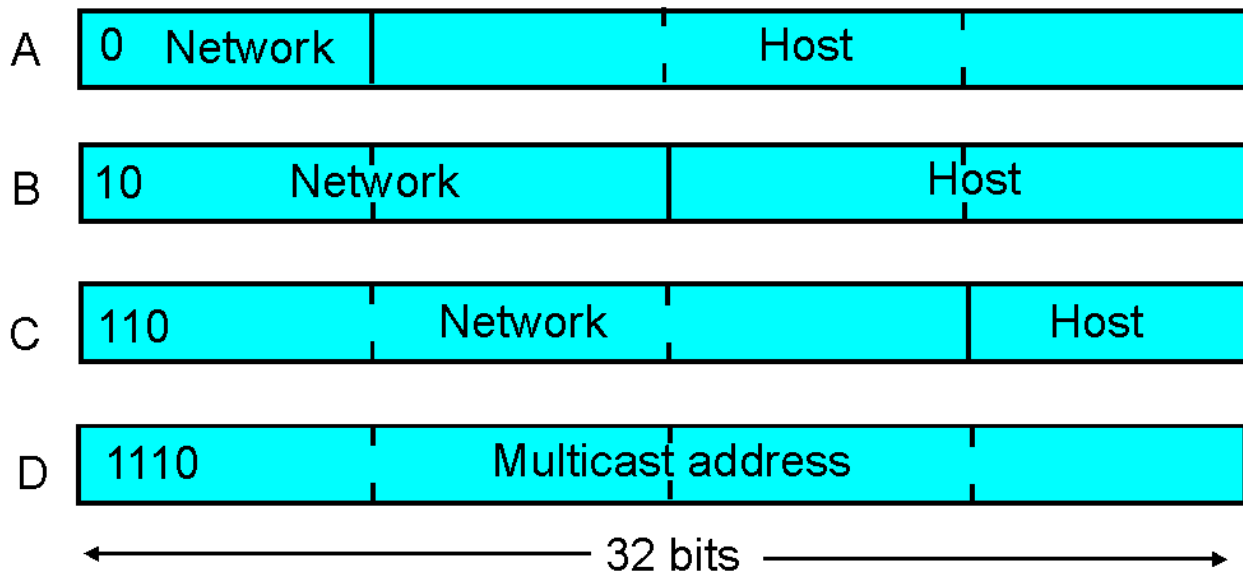 A 0 Network Host
B 10 Network Host
C 110 Network Host
D 1110 Multicast address
32 bits